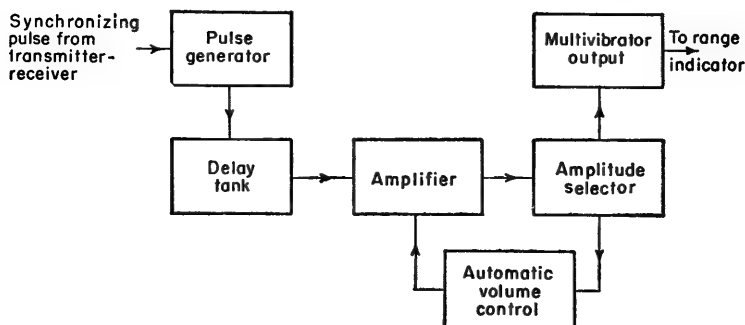 Synchronizing
pulse from
transmitter-
receiver
Pulse
generator
Multivibrator
output
To range
indicator
Delay
tank
Amplifier
Amplitude
selector
Automatic
volume
control